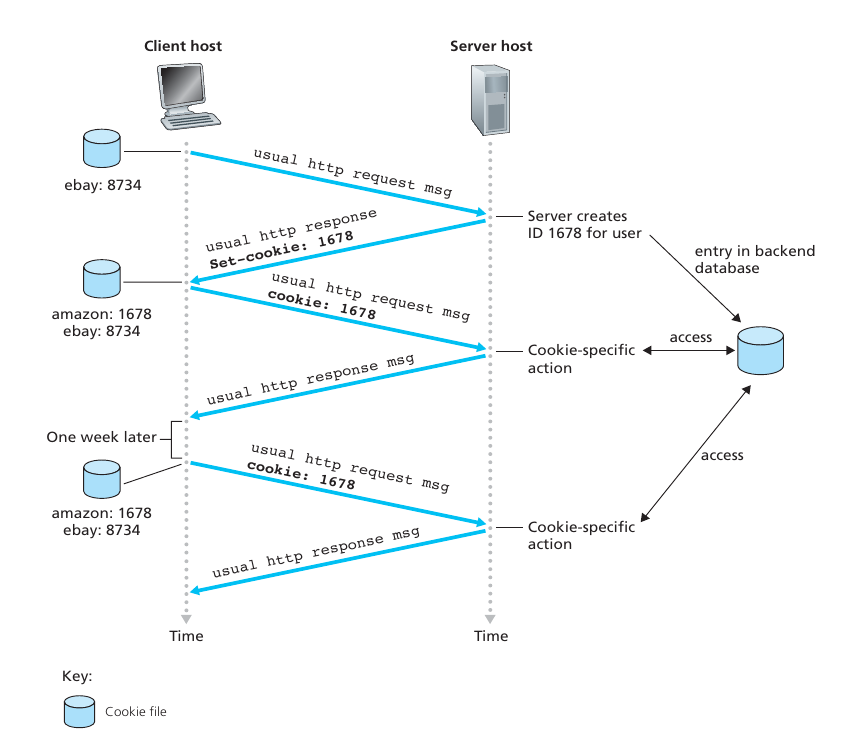 Client host
Server host
usual http request msg
ebay: 8734
Server creates
ID 1678 for user
usual http response
Set-cookie: 1678
entry in backend
database
usual http request msg
cookie: 1678
amazon: 1678
ebay: 8734
access
Cookie-specific
action
usual http response msg
One week later
usual http request msg
cookie: 1678
access
amazon: 1678
ebay: 8734
Cookie-specific
action
usual http response msg
Time
Time
Key:
Cookie file